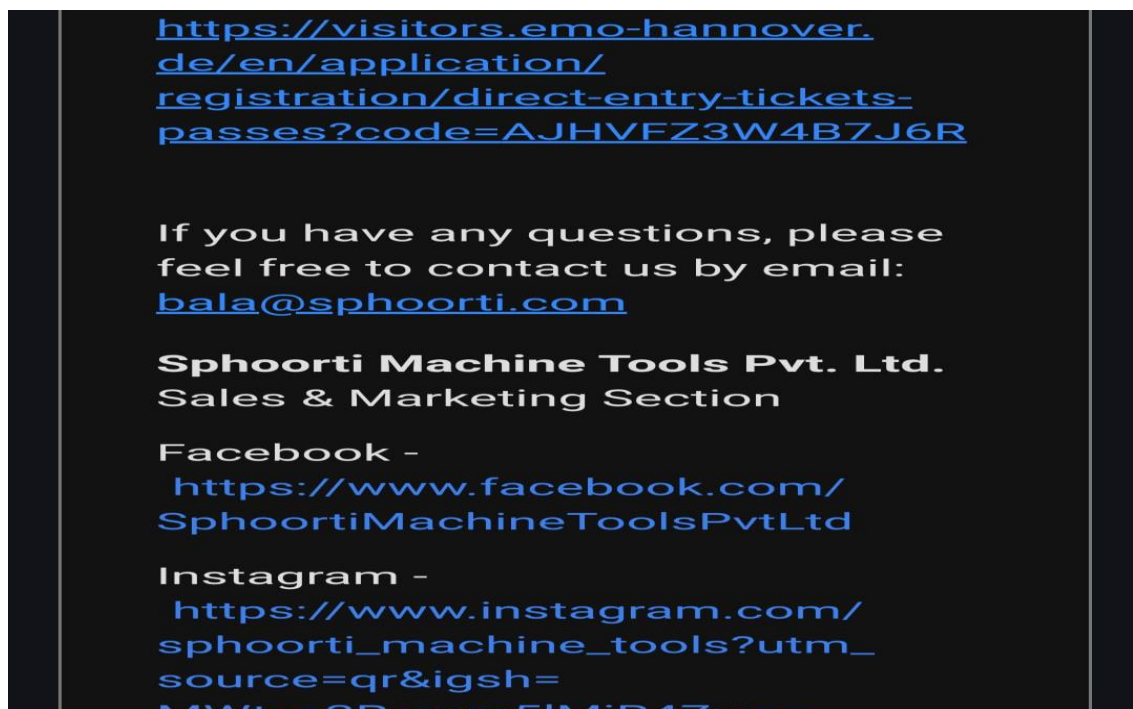 https://visitors.emo-hannover.
de/en/application/
registration/direct-entry-tickets-
passes?code=AJHVFZ3W4B7J6R
If you have any questions, please
feel free to contact us by email:
bala@sphoorti.com
Sphoorti Machine Tools Pvt. Ltd.
Sales & Marketing Section
Facebook -
https://www.facebook.com/
SphoortiMachineToolsPvtLtd
Instagram -
https://www.instagram.com/
sphoorti_machine_tools?utm_
source=qr&igsh=